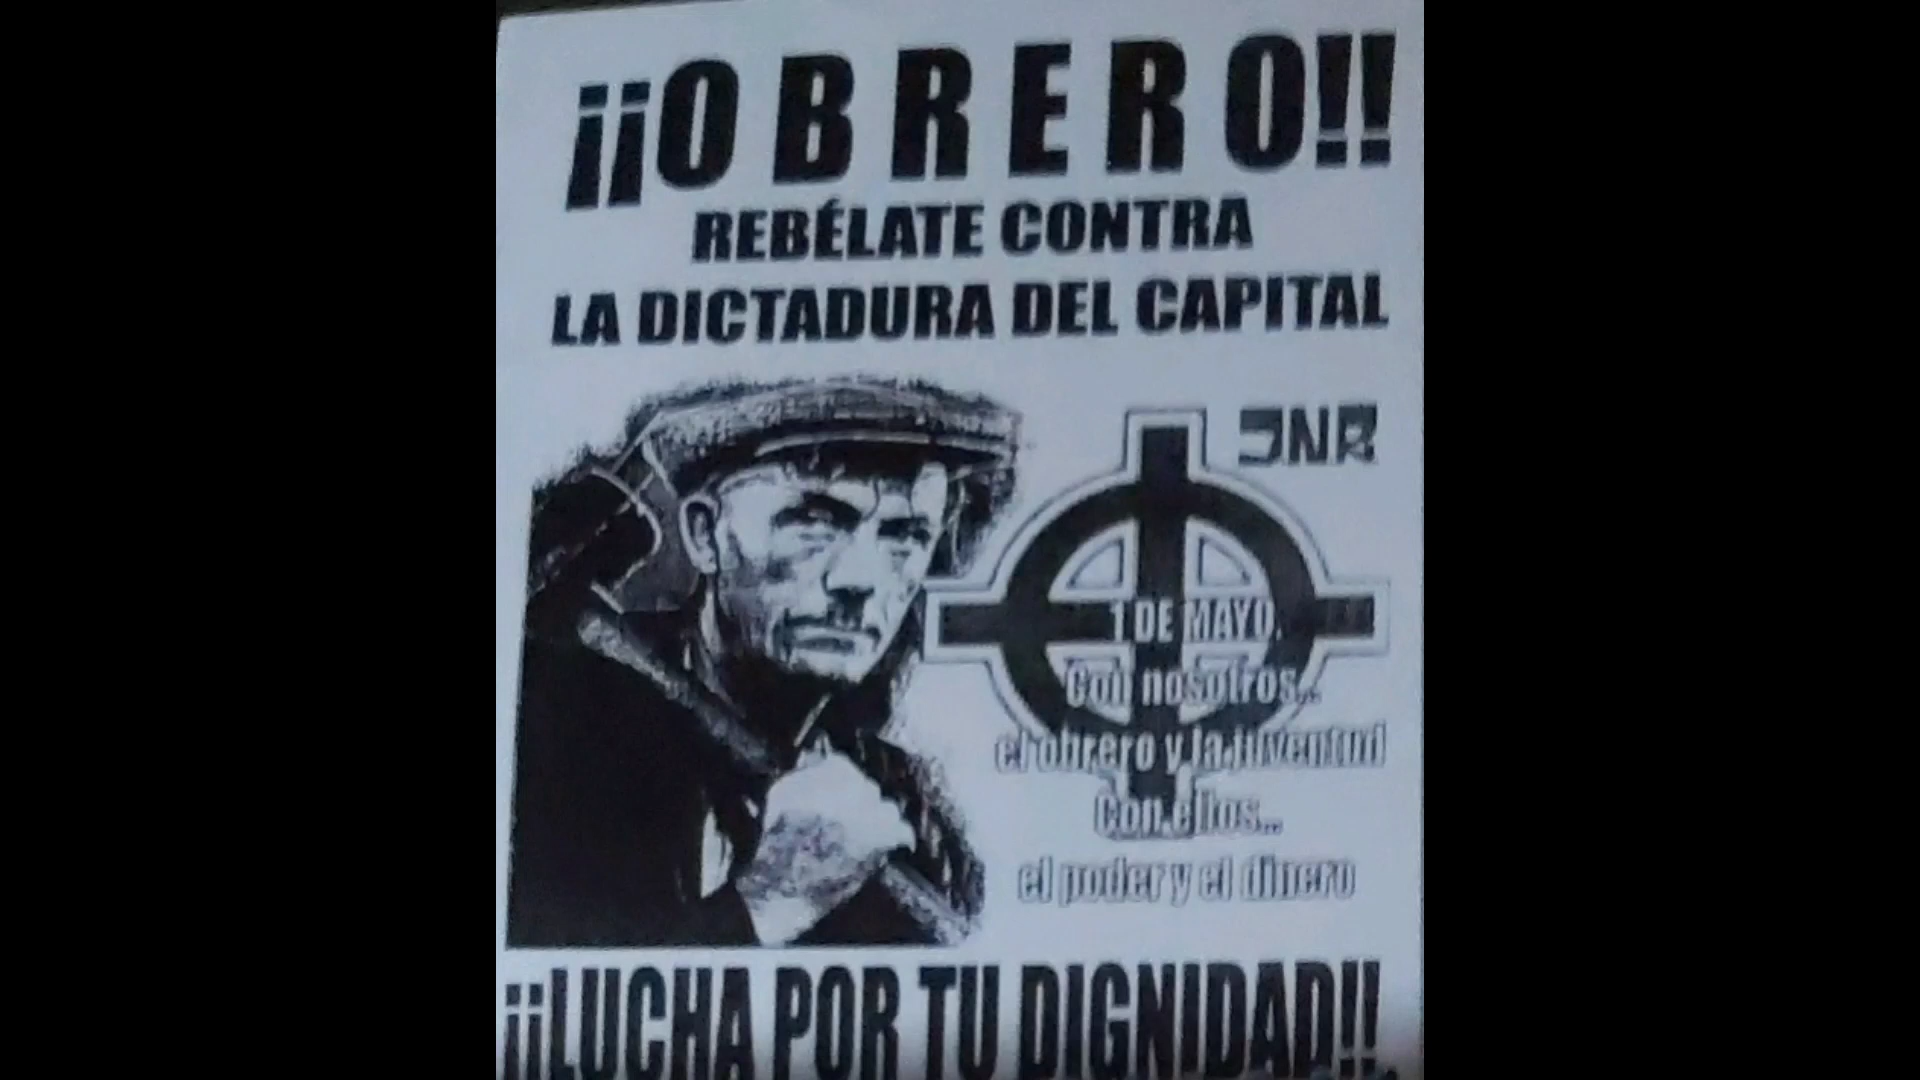 ¡¡OBRERO!!
REBÉLATE CONTRA
LA DICTADURA DEL CAPITAL
JNR
1 DE MAYO.
Con nosotros...
el obrero y la juventud
Con ellos...
el poder y el dinero
¡¡LUCHA POR TU DIGNIDAD!!